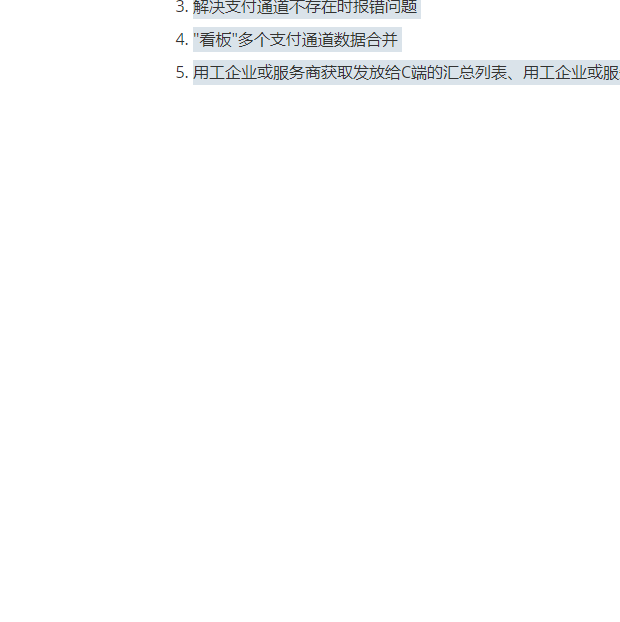 3. 解决支付通道不存在时报错问题
4. "看板"多个支付通道数据合并
5. 用工企业或服务商获取发放给C端的汇总列表、用工企业或服